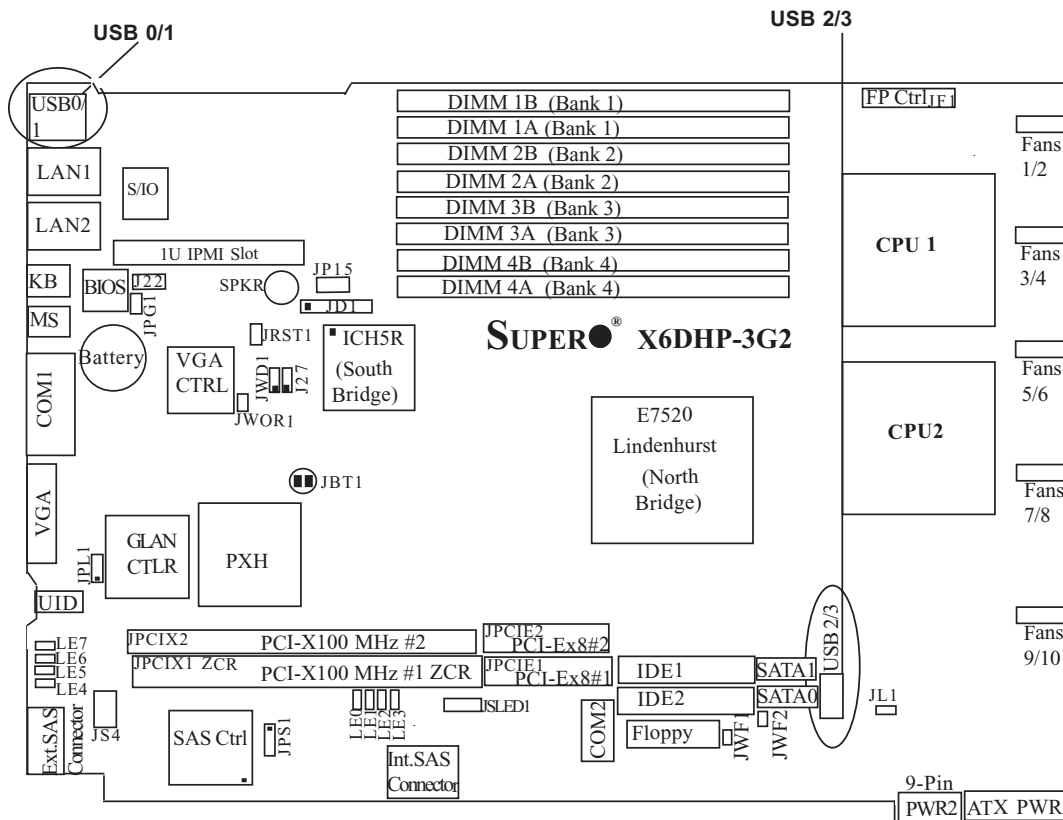 USB 0/1
USB 2/3
USB0/
1
LAN1
LAN2
S/IO
1U IPMI Slot
KB
MS
BIOS
J22
JPG1
SPKR
JP15
JD1
Battery
COM1
VGA
CTRL
JRST1
JWD1
J27
JWOR1
ICH5R
(South
Bridge)
DIMM 1B (Bank 1)
DIMM 1A (Bank 1)
DIMM 2B (Bank 2)
DIMM 2A (Bank 2)
DIMM 3B (Bank 3)
DIMM 3A (Bank 3)
DIMM 4B (Bank 4)
DIMM 4A (Bank 4)
SUPER® X6DHP-3G2
FP Ctrl JF1
Fans
1/2
CPU 1
Fans
3/4
Fans
5/6
CPU2
Fans
7/8
Fans
9/10
E7520
Lindenhurst
(North
Bridge)
JBT1
VGA
GLAN
CTLR
JPL1
PXH
UID
LE7
LE6
LE5
LE4
JPCIX2 PCI-X100 MHz #2
JPCIX1 ZCR PCI-X100 MHz #1 ZCR
JPCIE2
PCI-Ex8#2
JPCIE1
PCI-Ex8#1
IDE1
IDE2
SATA1
SATA0
USB 2/3
JL1
Ext.SAS
Connector
JS4
SAS Ctrl
JPS1
LE0
LE1
LE2
LE3
JSLED1
Int.SAS
Connector
COM2
Floppy
JWF1
JWF2
9-Pin
PWR2
ATX PWR